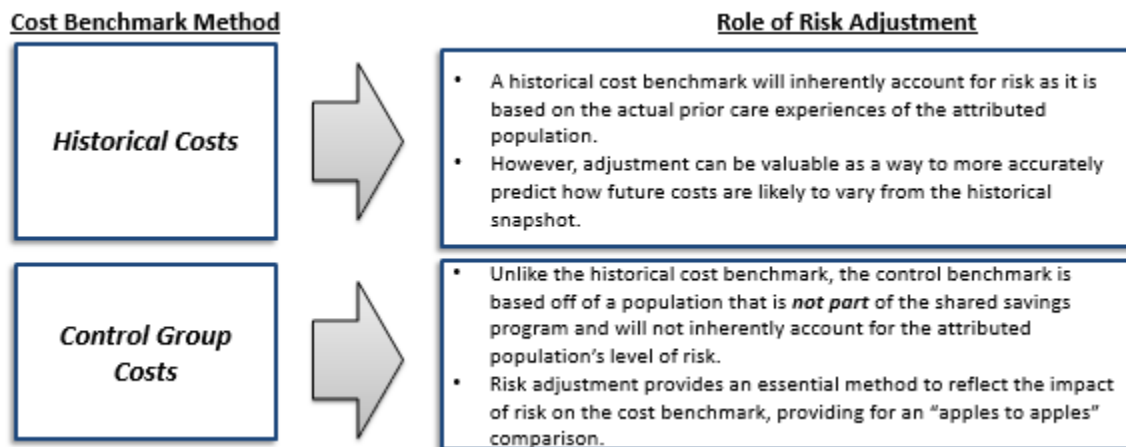 Cost Benchmark Method
Role of Risk Adjustment
Historical Costs
• A historical cost benchmark will inherently account for risk as it is
based on the actual prior care experiences of the attributed
population.
• However, adjustment can be valuable as a way to more accurately
predict how future costs are likely to vary from the historical
snapshot.
Control Group
Costs
• Unlike the historical cost benchmark, the control benchmark is
based off of a population that is not part of the shared savings
program and will not inherently account for the attributed
population's level of risk.
• Risk adjustment provides an essential method to reflect the impact
of risk on the cost benchmark, providing for an “apples to apples”
comparison.